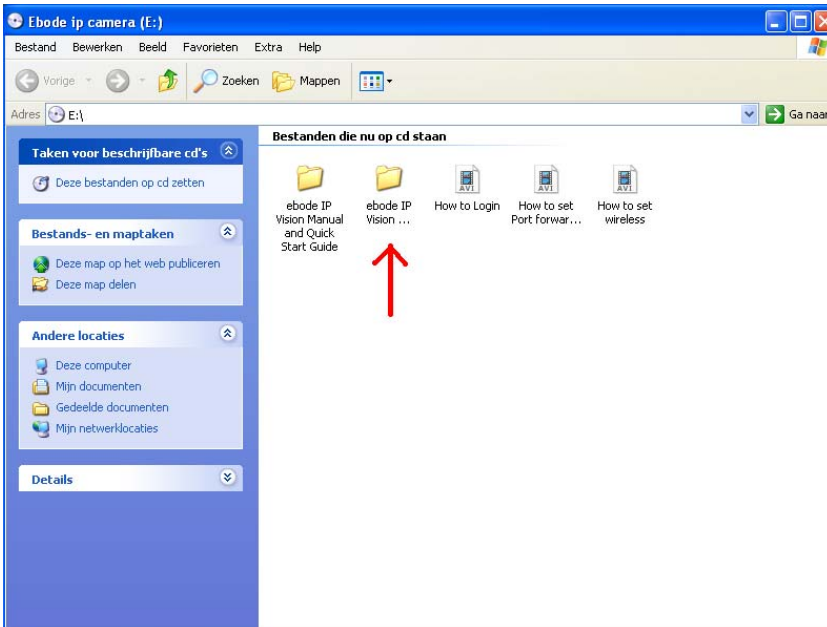 Ebode ip camera (E:)
Bestand Bewerken Beeld Favorieten Extra Help
Vorige Zoeken Mappen
Adres E:\ Ga naar
Taken voor beschrijfbare cd's
Deze bestanden op cd zetten
Bestands- en maptaken
Deze map op het web publiceren
Deze map delen
Andere locaties
Deze computer
Mijn documenten
Gedeelde documenten
Mijn netwerklocaties
Details
Bestanden die nu op cd staan
ebode IP
Vision Manual
and Quick
Start Guide
ebode IP
Vision ...
AVI
How to Login
AVI
How to set
Port forwar...
AVI
How to set
wireless